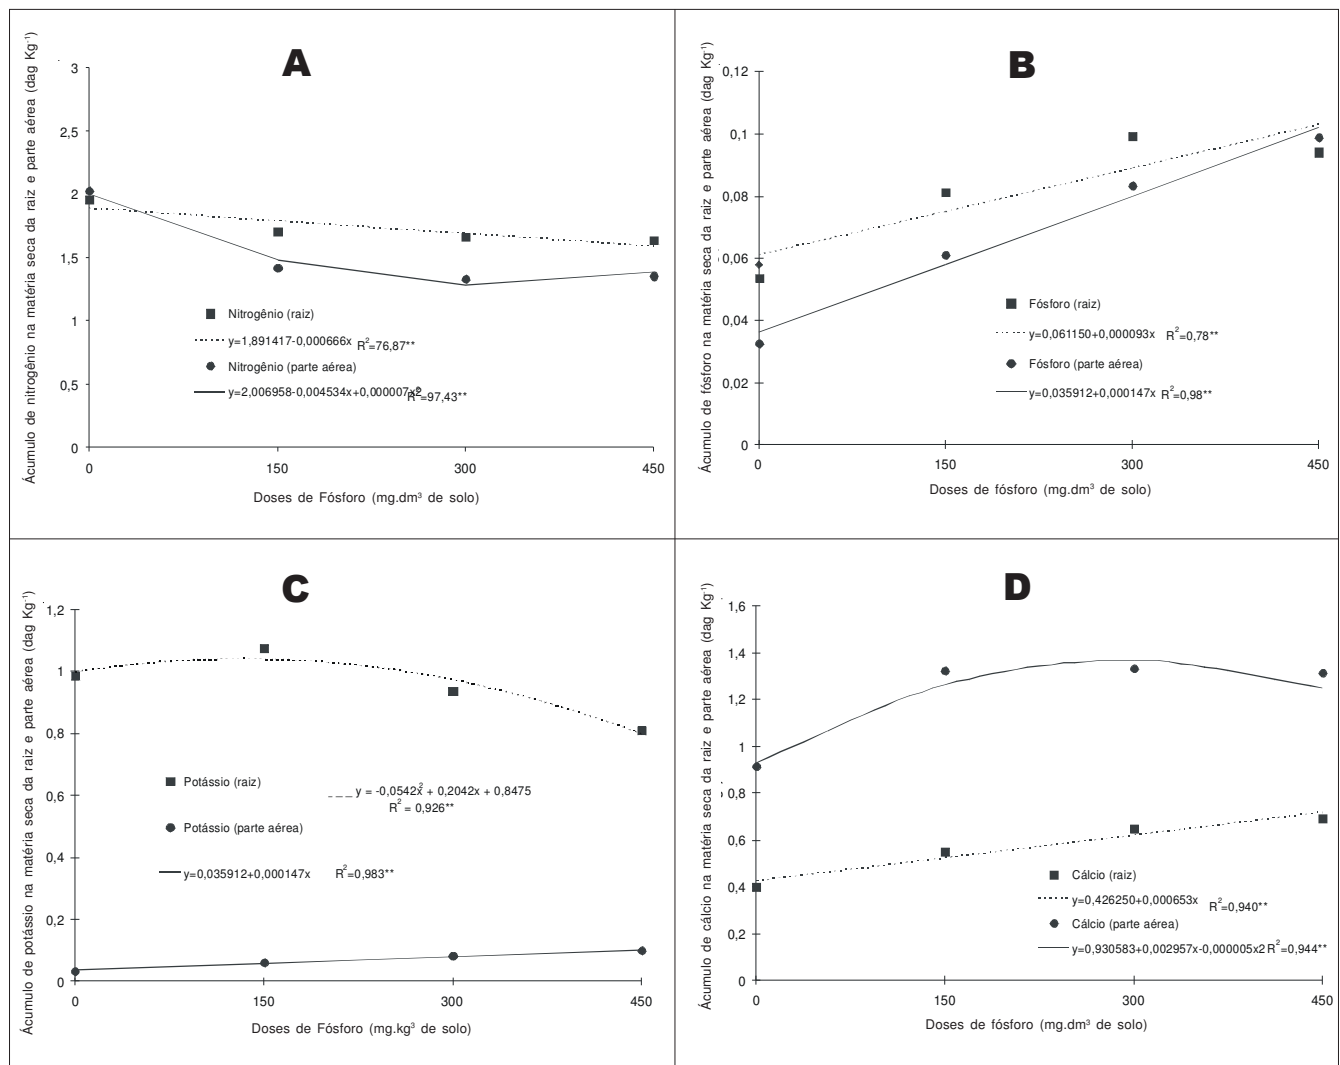 A
Ácumulo de nitrogênio na matéria seca da raiz e parte aérea (dag Kg⁻¹)
3
2,5
2
1,5
1
0,5
0
Nitrogênio (raiz)
y=1,891417-0,000666x R²=76,87**
Nitrogênio (parte aérea)
y=2,006958-0,004534x+0,000007x2 R²=97,43**
0 150 300 450
Doses de Fósforo (mg.dm³ de solo)
B
Ácumulo de fósforo na matéria seca da raiz e parte aérea (dag Kg⁻¹)
0,12
0,1
0,08
0,06
0,04
0,02
0
Fósforo (raiz)
y=0,061150+0,000093x R²=0,78**
Fósforo (parte aérea)
y=0,035912+0,000147x R²=0,98**
0 150 300 450
Doses de fósforo (mg.dm³ de solo)
C
Ácumulo de potássio na matéria seca da raiz e parte aérea (dag Kg⁻¹)
1,2
1
0,8
0,6
0,4
0,2
0
Potássio (raiz)
y = -0,0542x² + 0,2042x + 0,8475
R² = 0,926**
Potássio (parte aérea)
y=0,035912+0,000147x R²=0,983**
0 150 300 450
Doses de Fósforo (mg.kg³ de solo)
D
Ácumulo de cálcio na matéria seca da raiz e parte aérea (dag Kg⁻¹)
1,6
1,4
1,2
1
0,8
0,6
0,4
0,2
0
Cálcio (raiz)
y=0,426250+0,000653x R²=0,940**
Cálcio (parte aérea)
y=0,930583+0,002957x-0,000005x2 R²=0,944**
0 150 300 450
Doses de fósforo (mg.dm³ de solo)